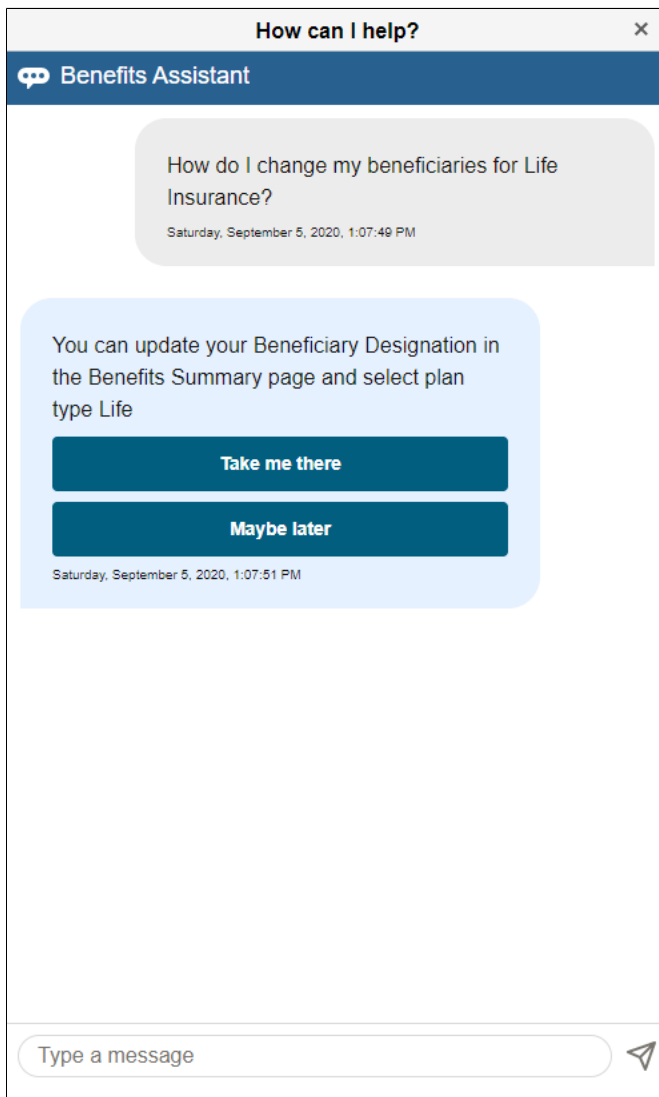 How can I help?
×
Benefits Assistant
How do I change my beneficiaries for Life
Insurance?
Saturday, September 5, 2020, 1:07:49 PM
You can update your Beneficiary Designation in
the Benefits Summary page and select plan
type Life
Take me there
Maybe later
Saturday, September 5, 2020, 1:07:51 PM
Type a message